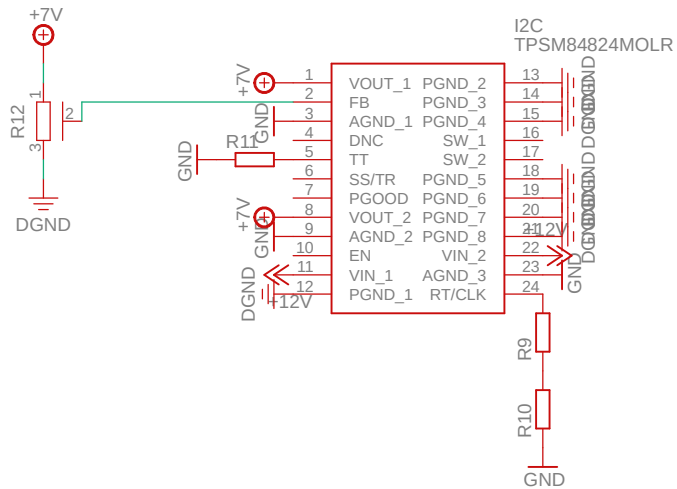 +7V
I2C
TPSM84824MOLR
R12
1
2
3
DGND
+7V
GND
R11
GND
+7V
GND
DGND
+12V
1 VOUT_1 PGND_2 13
2 FB PGND_3 14
3 AGND_1 PGND_4 15
4 DNC SW_1 16
5 TT SW_2 17
6 SS/TR PGND_5 18
7 PGOOD PGND_6 19
8 VOUT_2 PGND_7 20
9 AGND_2 PGND_8 21
10 EN VIN_2 22
11 VIN_1 AGND_3 23
12 PGND_1 RT/CLK 24
+12V
GND
R9
R10
GND